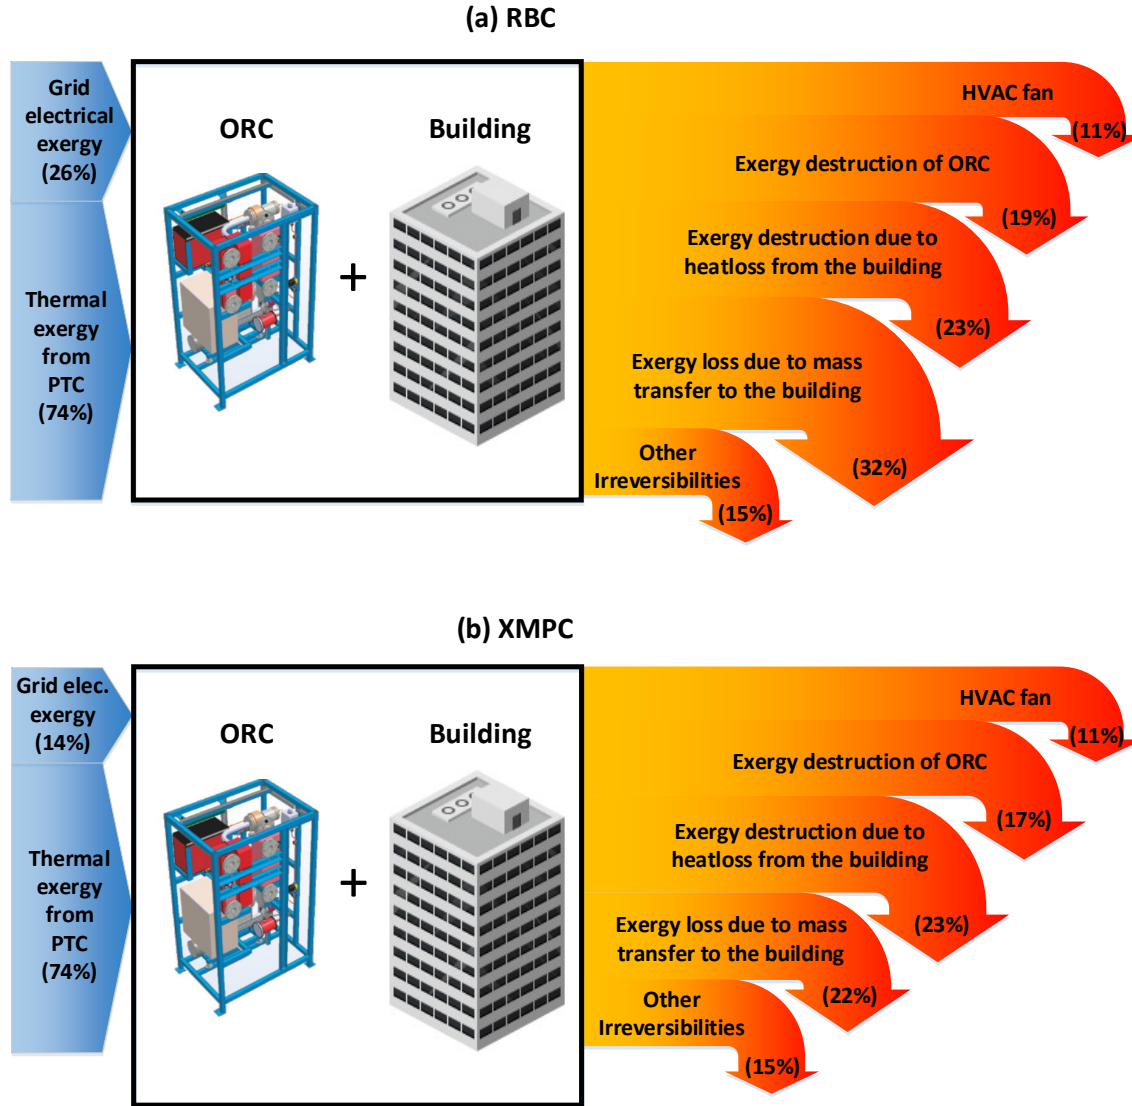 (a) RBC
Grid
electrical
exergy
(26%)
Thermal
exergy
from
PTC
(74%)
ORC
+
Building
HVAC fan
(11%)
Exergy destruction of ORC
(19%)
Exergy destruction due to
heatloss from the building
(23%)
Exergy loss due to mass
transfer to the building
(32%)
Other
Irreversibilities
(15%)
(b) XMPC
Grid elec.
exergy
(14%)
Thermal
exergy
from
PTC
(74%)
ORC
+
Building
HVAC fan
(11%)
Exergy destruction of ORC
(17%)
Exergy destruction due to
heatloss from the building
(23%)
Exergy loss due to mass
transfer to the building
(22%)
Other
Irreversibilities
(15%)